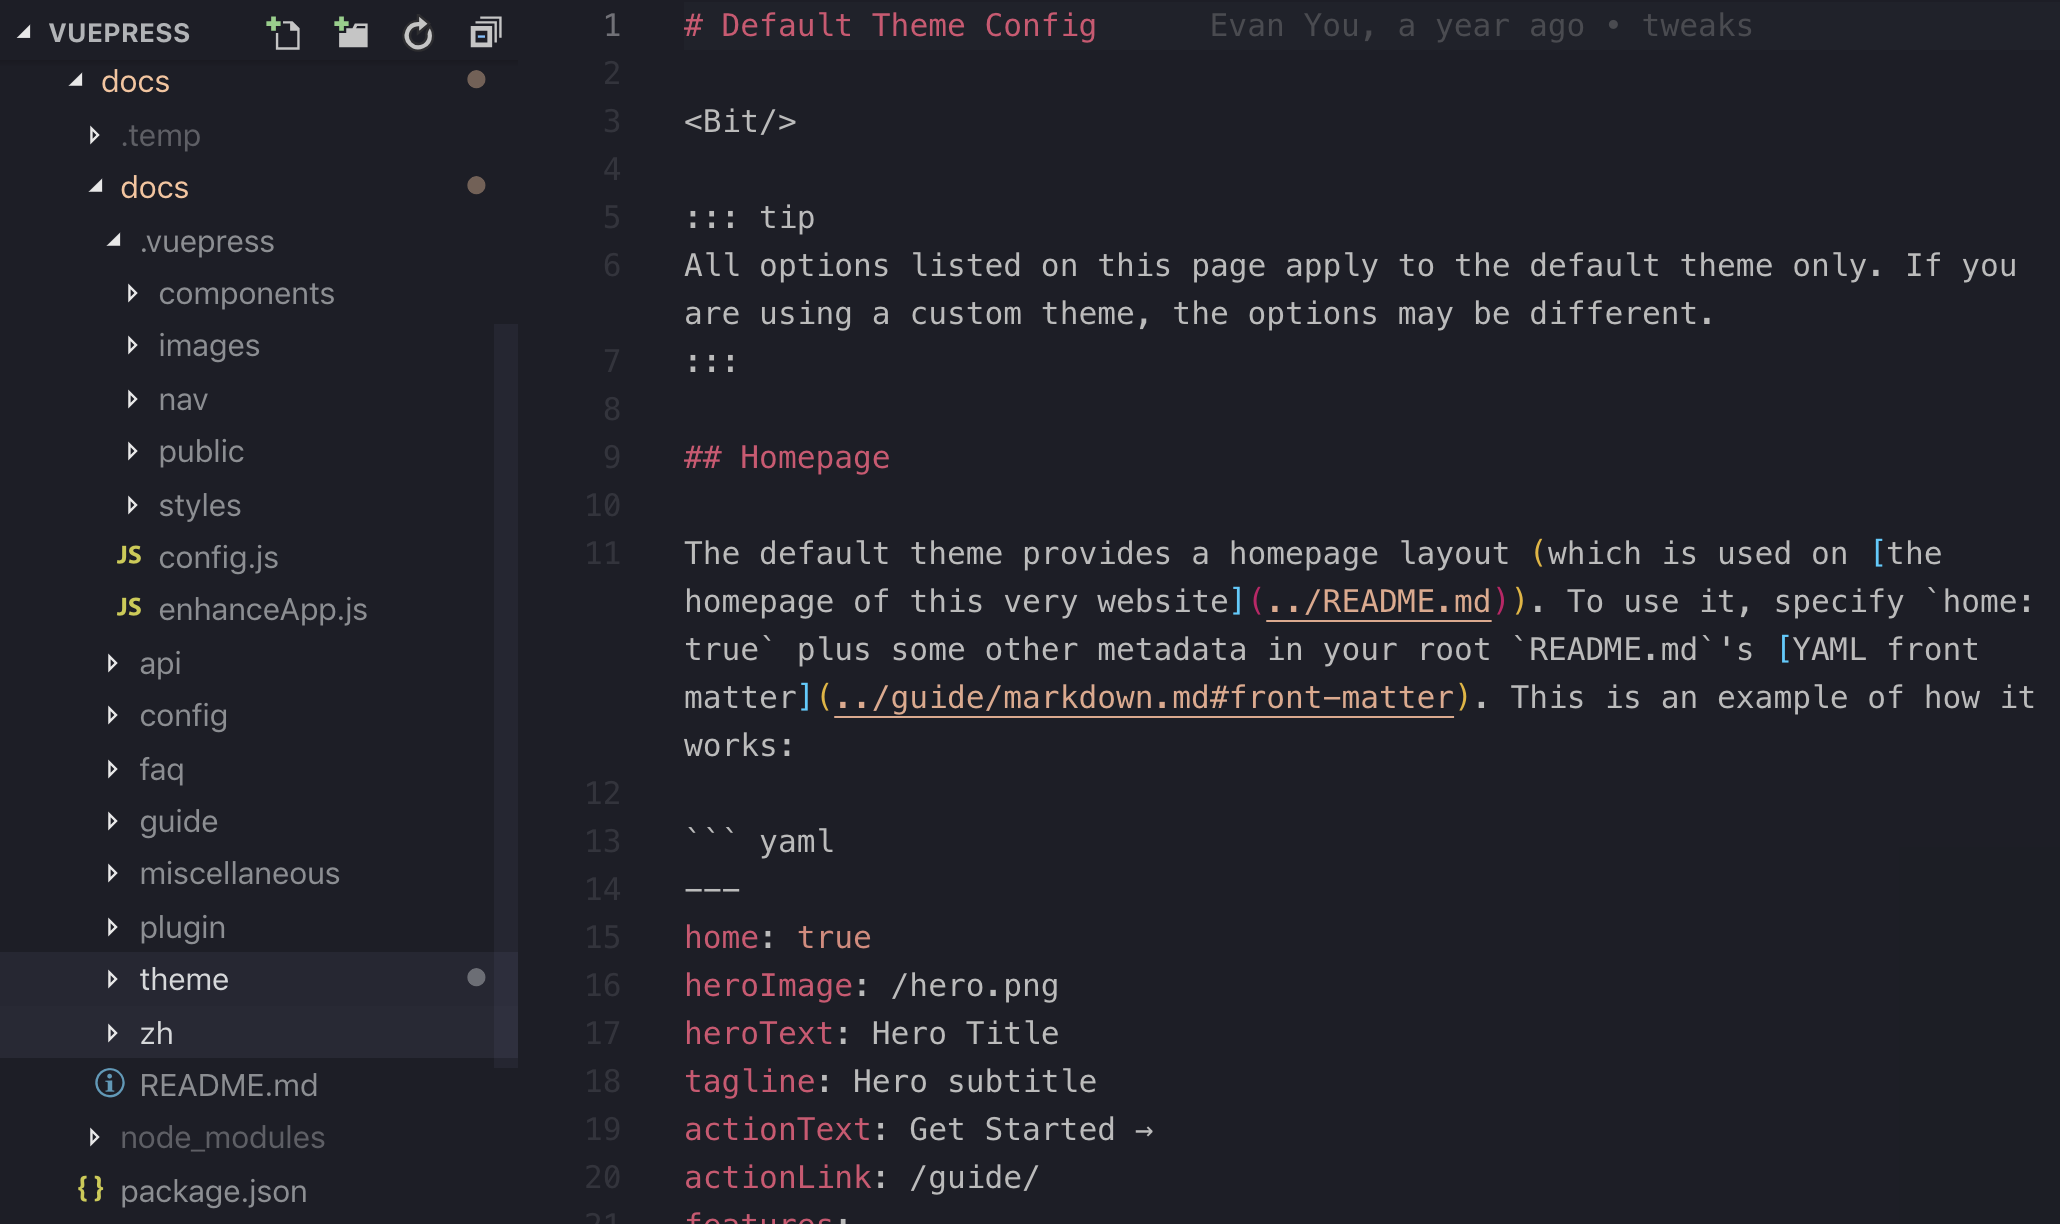 VUEPRESS
docs
.temp
docs
.vuepress
components
images
nav
public
styles
JS config.js
JS enhanceApp.js
api
config
faq
guide
miscellaneous
plugin
theme
zh
README.md
node_modules
{} package.json
1 # Default Theme Config Evan You, a year ago • tweaks
2
3 <Bit/>
4
5 ::: tip
6 All options listed on this page apply to the default theme only. If you
are using a custom theme, the options may be different.
7 :::
8
9 ## Homepage
10
11 The default theme provides a homepage layout (which is used on [the
homepage of this very website](../README.md)). To use it, specify `home:
true` plus some other metadata in your root `README.md`'s [YAML front
matter](../guide/markdown.md#front-matter). This is an example of how it
works:
12
13 ``` yaml
14 ---
15 home: true
16 heroImage: /hero.png
17 heroText: Hero Title
18 tagline: Hero subtitle
19 actionText: Get Started →
20 actionLink: /guide/
21 features: